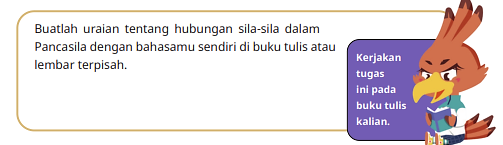 Buatlah uraian tentang hubungan sila-sila dalam
Pancasila dengan bahasamu sendiri di buku tulis atau
lembar terpisah.
Kerjakan
tugas
ini pada
buku tulis
kalian.